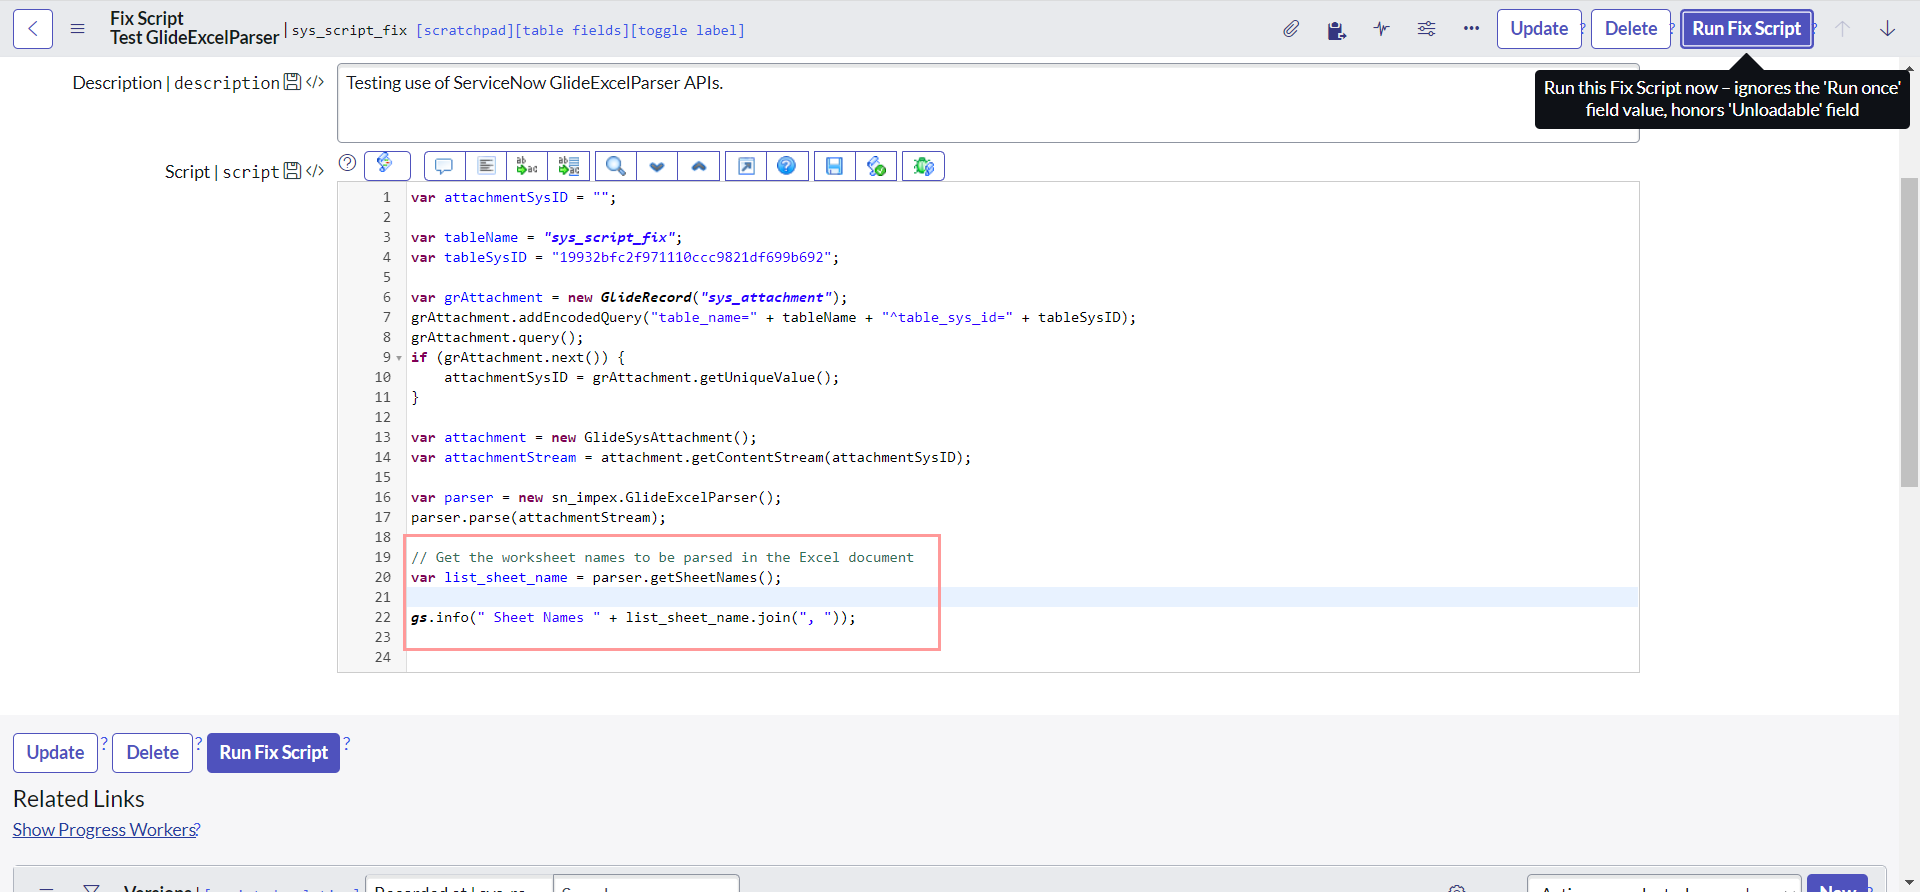 Fix Script
Test GlideExcelParser | sys_script_fix [scratchpad][table fields][toggle label]
Update ? Delete ? Run Fix Script ?
Run this Fix Script now – ignores the 'Run once'
field value, honors 'Unloadable' field
Description | description </>
Testing use of ServiceNow GlideExcelParser APIs.
Script | script </>
1 var attachmentSysID = "";
2
3 var tableName = "sys_script_fix";
4 var tableSysID = "19932bfc2f971110ccc9821df699b692";
5
6 var grAttachment = new GlideRecord("sys_attachment");
7 grAttachment.addEncodedQuery("table_name=" + tableName + "^table_sys_id=" + tableSysID);
8 grAttachment.query();
9 if (grAttachment.next()) {
10 attachmentSysID = grAttachment.getUniqueValue();
11 }
12
13 var attachment = new GlideSysAttachment();
14 var attachmentStream = attachment.getContentStream(attachmentSysID);
15
16 var parser = new sn_impex.GlideExcelParser();
17 parser.parse(attachmentStream);
18
19 // Get the worksheet names to be parsed in the Excel document
20 var list_sheet_name = parser.getSheetNames();
21
22 gs.info(" Sheet Names " + list_sheet_name.join(", "));
23
24
Update ? Delete ? Run Fix Script ?
Related Links
Show Progress Workers?
Versions
New